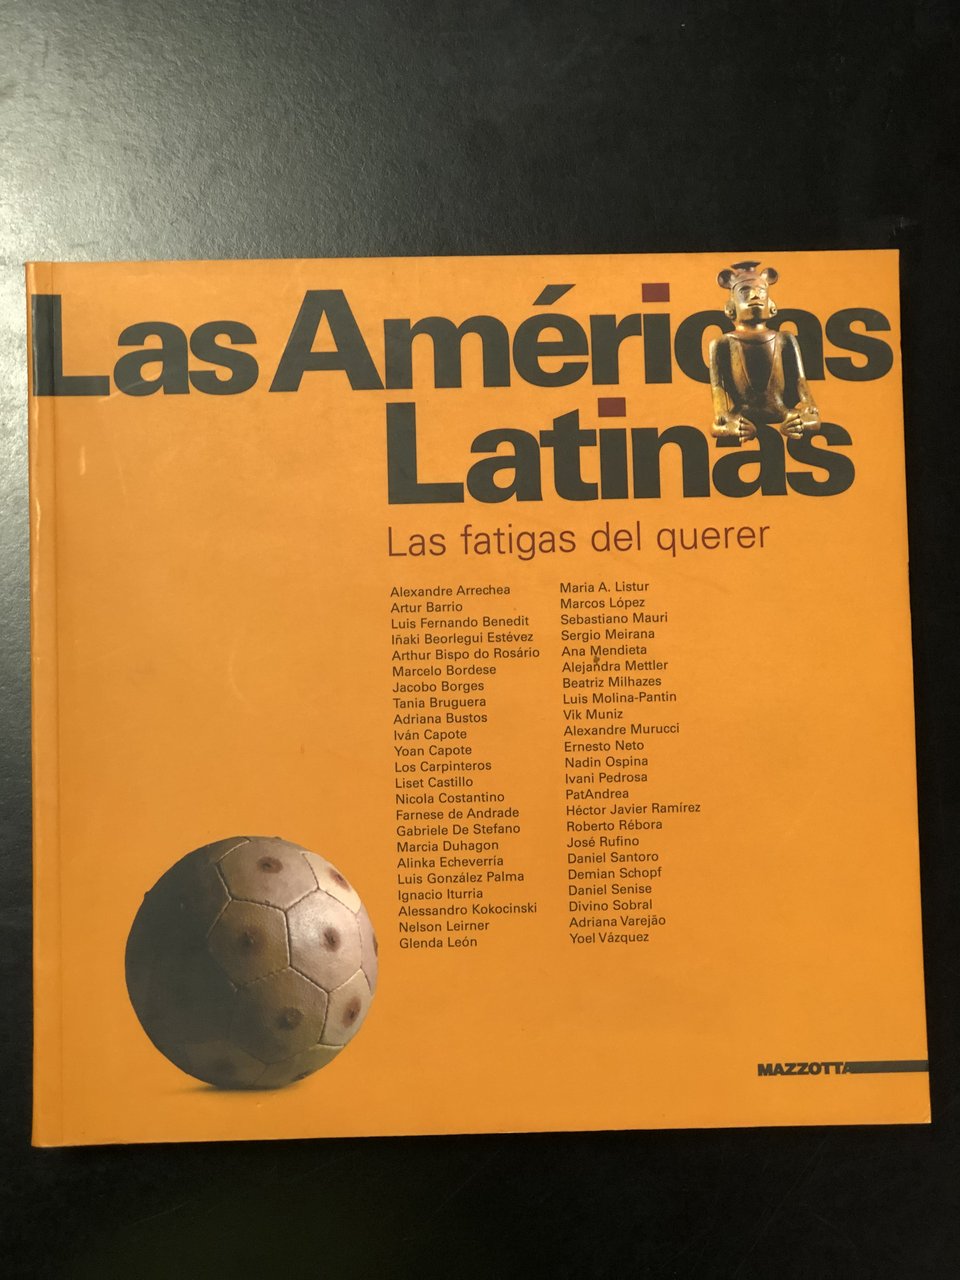 Las Américas
Latinas
Las fatigas del querer
Alexandre Arrechea
Artur Barrio
Luis Fernando Benedit
Iñaki Beorlegui Estévez
Arthur Bispo do Rosário
Marcelo Bordese
Jacobo Borges
Tania Bruguera
Adriana Bustos
Iván Capote
Yoan Capote
Los Carpinteros
Liset Castillo
Nicola Costantino
Farnese de Andrade
Gabriele De Stefano
Marcia Duhagon
Alinka Echeverría
Luis González Palma
Ignacio Iturria
Alessandro Kokocinski
Nelson Leirner
Glenda León
Maria A. Listur
Marcos López
Sebastiano Mauri
Sergio Meirana
Ana Mendieta
Alejandra Mettler
Beatriz Milhazes
Luis Molina-Pantin
Vik Muniz
Alexandre Murucci
Ernesto Neto
Nadin Ospina
Ivani Pedrosa
PatAndrea
Héctor Javier Ramírez
Roberto Rébora
José Rufino
Daniel Santoro
Demian Schopf
Daniel Senise
Divino Sobral
Adriana Varejão
Yoel Vázquez
MAZZOTTA